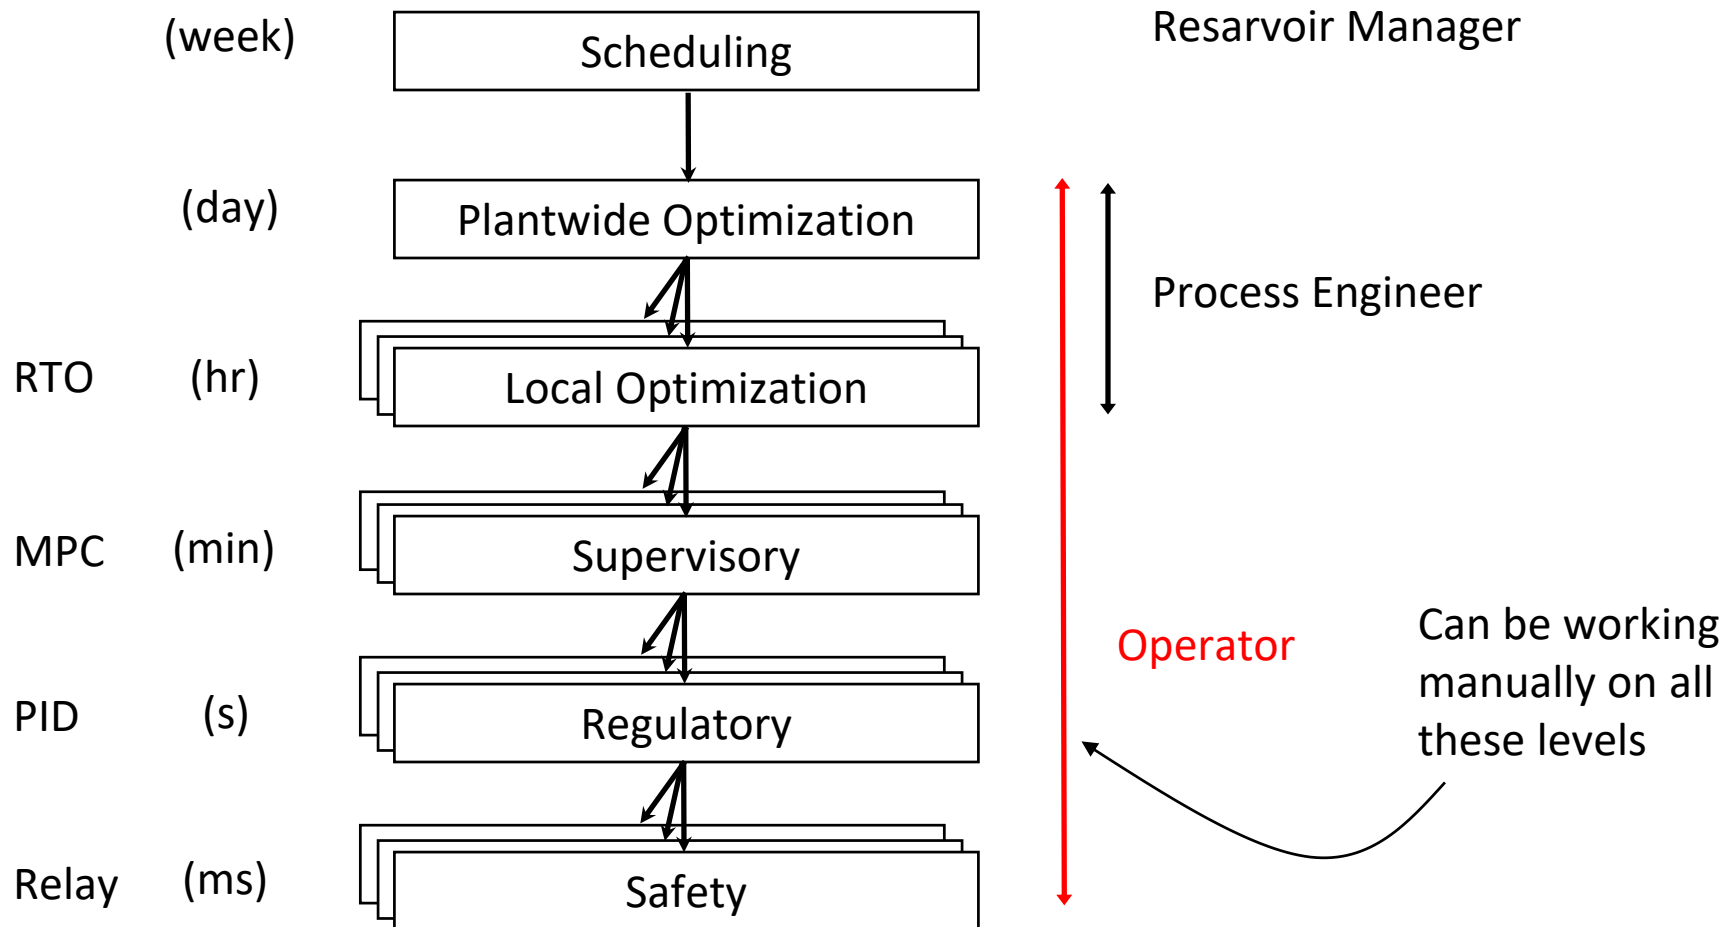 (week) Scheduling Resarvoir Manager
(day) Plantwide Optimization
Process Engineer
RTO (hr) Local Optimization
MPC (min) Supervisory
Operator
Can be working
manually on all
these levels
PID (s) Regulatory
Relay (ms) Safety